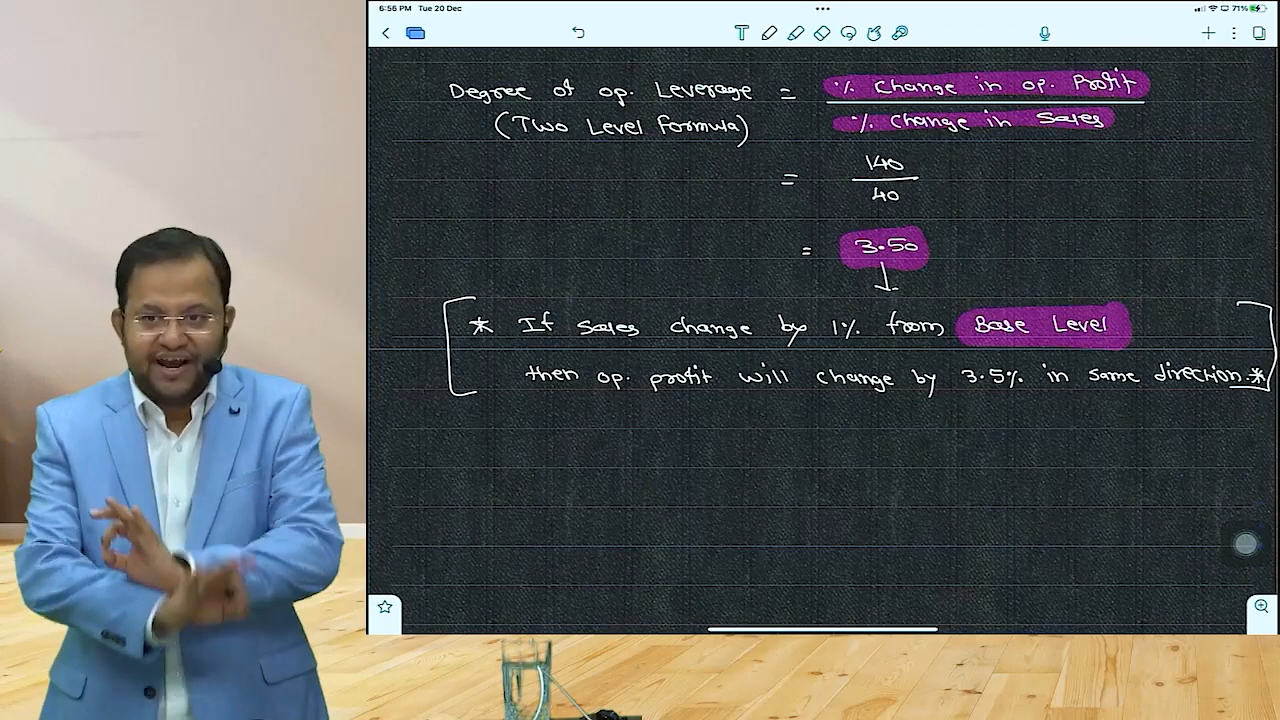 6:56 PM Tue 20 Dec
71%
Degree of op. Leverage = % Change in op. Profit
(Two Level Formula) % Change in Sales
= 140
40
= 3.50
* If Sales change by 1% from Base Level
then op. profit will change by 3.5% in same direction.*